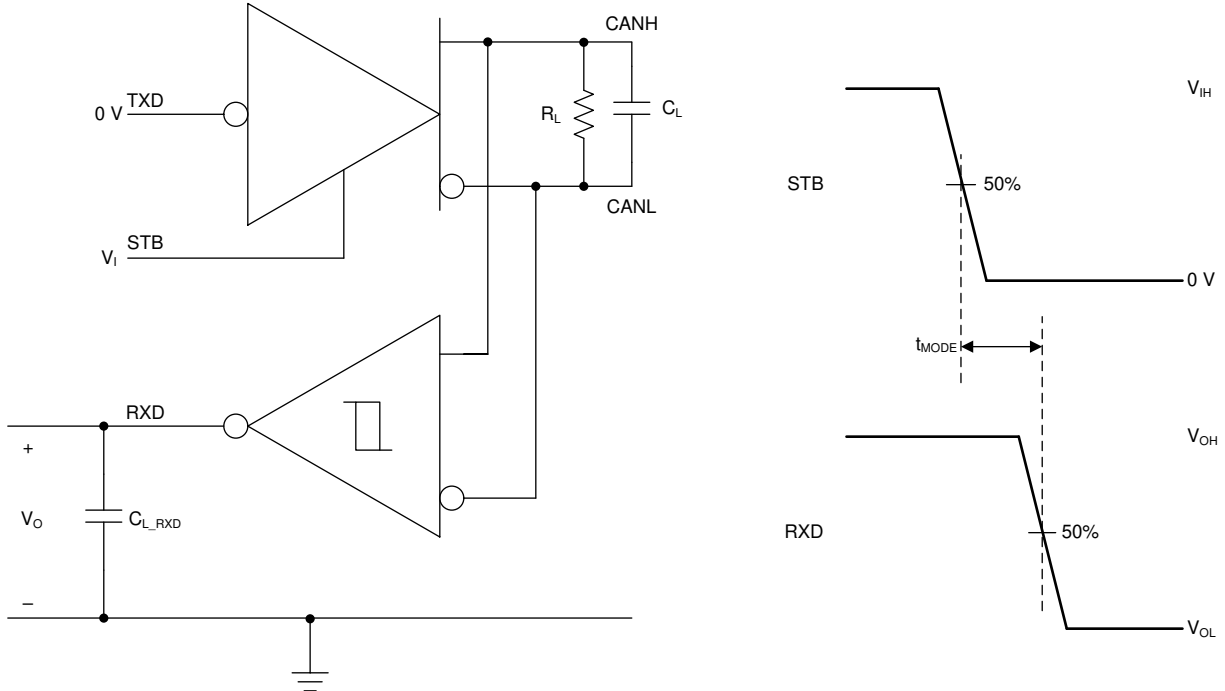 CANH
TXD
0 V
R_L
C_L
CANL
STB
V_I
RXD
+
V_O
C_L_RXD
–
V_IH
STB
50%
0 V
t_MODE
V_OH
RXD
50%
V_OL